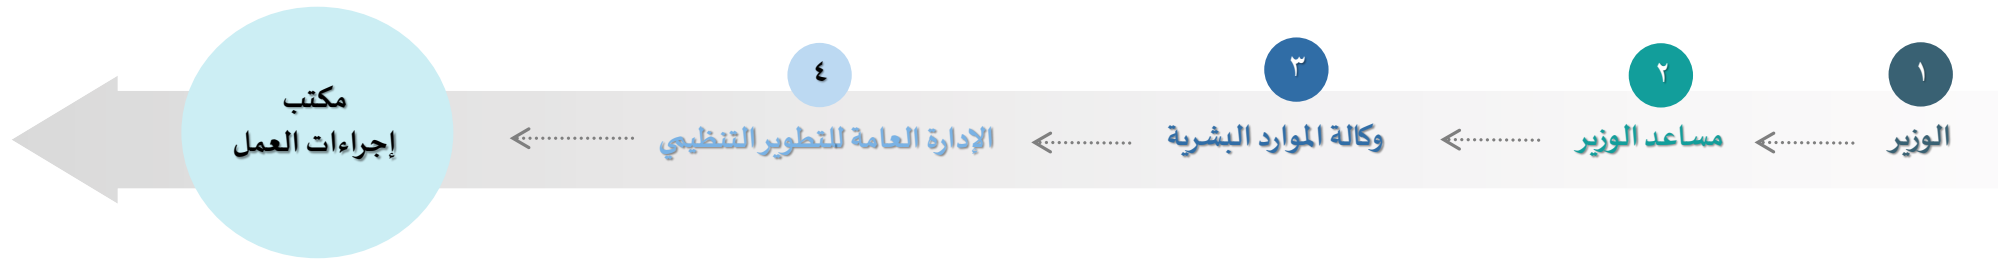 ١
الوزير
٢
مساعد الوزير
٣
وكالة الموارد البشرية
٤
الإدارة العامة للتطوير التنظيمي
مكتب
إجراءات العمل